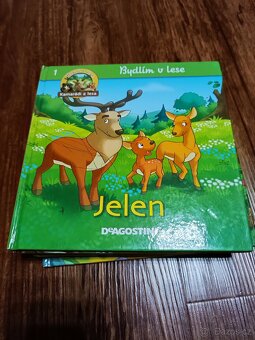 1
Kamarádi z lesa
Bydlím v lese
Jelen
DeAGOSTINI